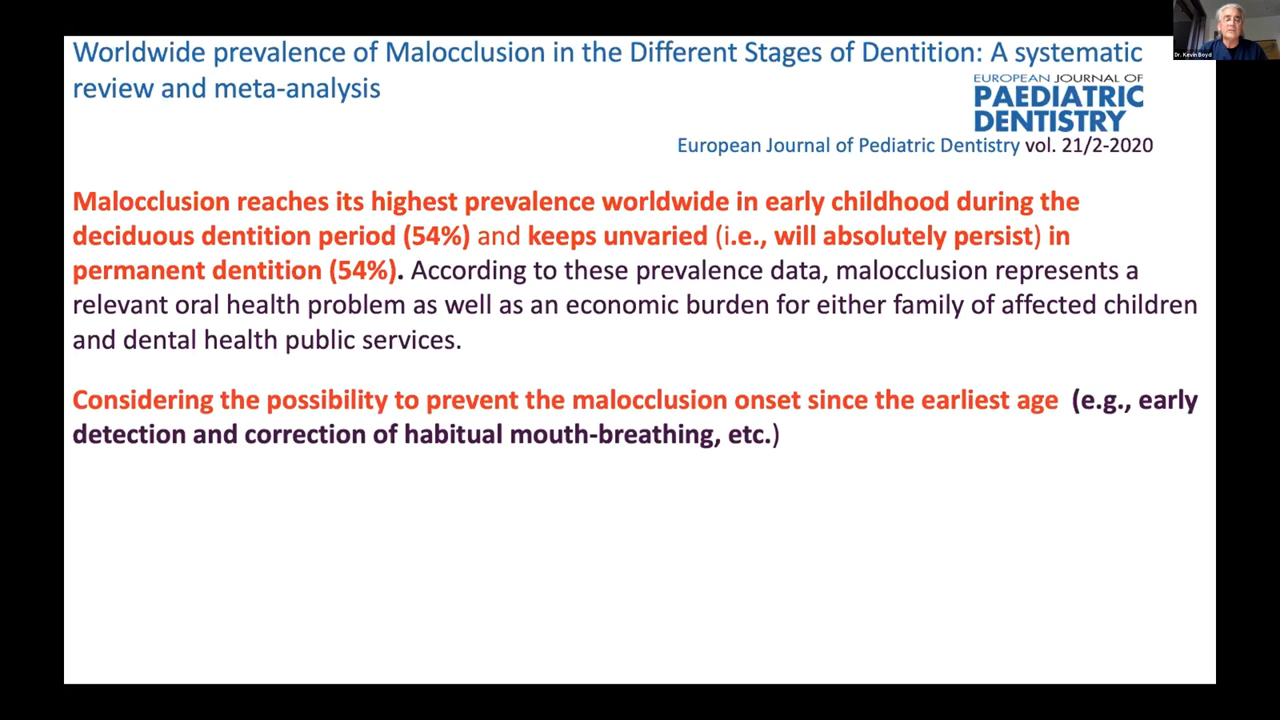 Worldwide prevalence of Malocclusion in the Different Stages of Dentition: A systematic
review and meta-analysis
EUROPEAN JOURNAL OF
PAEDIATRIC
DENTISTRY
European Journal of Pediatric Dentistry vol. 21/2-2020
Malocclusion reaches its highest prevalence worldwide in early childhood during the
deciduous dentition period (54%) and keeps unvaried (i.e., will absolutely persist) in
permanent dentition (54%). According to these prevalence data, malocclusion represents a
relevant oral health problem as well as an economic burden for either family of affected children
and dental health public services.
Considering the possibility to prevent the malocclusion onset since the earliest age (e.g., early
detection and correction of habitual mouth-breathing, etc.)
Dr. Kevin Boyd